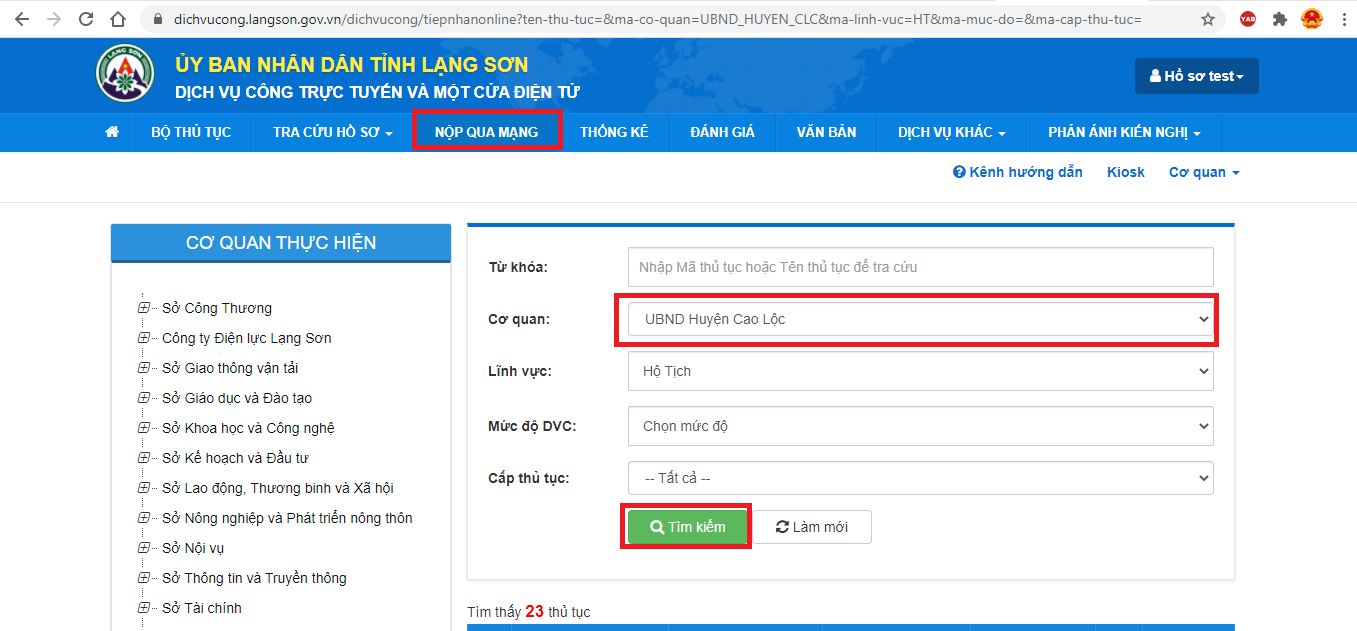 dichvucong.langson.gov.vn/dichvucong/tiepnhanonline?ten-thu-tuc=&ma-co-quan=UBND_HUYEN_CLC&ma-linh-vuc=HT&ma-muc-do=&ma-cap-thu-tuc=
YAB
LANG SON
ỦY BAN NHÂN DÂN TỈNH LẠNG SƠN
DỊCH VỤ CÔNG TRỰC TUYẾN VÀ MỘT CỬA ĐIỆN TỬ
Hồ sơ test
BỘ THỦ TỤC TRA CỨU HỒ SƠ NỘP QUA MẠNG THỐNG KÊ ĐÁNH GIÁ VĂN BẢN DỊCH VỤ KHÁC PHẢN ÁNH KIẾN NGHỊ
Kênh hướng dẫn Kiosk Cơ quan
CƠ QUAN THỰC HIỆN
Sở Công Thương
Công ty Điện lực Lạng Sơn
Sở Giao thông vận tải
Sở Giáo dục và Đào tạo
Sở Khoa học và Công nghệ
Sở Kế hoạch và Đầu tư
Sở Lao động, Thương binh và Xã hội
Sở Nông nghiệp và Phát triển nông thôn
Sở Nội vụ
Sở Thông tin và Truyền thông
Sở Tài chính
Từ khóa: Nhập Mã thủ tục hoặc Tên thủ tục để tra cứu
Cơ quan: UBND Huyện Cao Lộc
Lĩnh vực: Hộ Tịch
Mức độ DVC: Chọn mức độ
Cấp thủ tục: -- Tất cả --
Tìm kiếm Làm mới
Tìm thấy 23 thủ tục